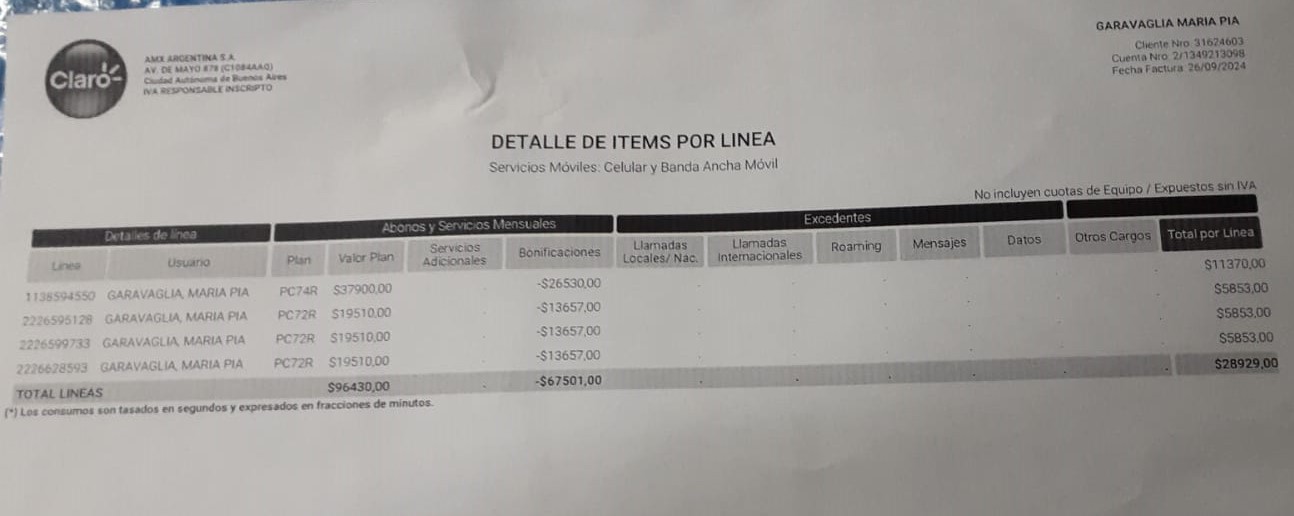 Claro
AMX ARGENTINA S.A.
AV. DE MAYO 878 (C1084AAQ)
Ciudad Autónoma de Buenos Aires
IVA RESPONSABLE INSCRIPTO
GARAVAGLIA MARIA PIA
Cliente Nro. 31624603
Cuenta Nro. 2/1349213098
Fecha Factura: 26/09/2024
DETALLE DE ITEMS POR LINEA
Servicios Móviles: Celular y Banda Ancha Móvil
No incluyen cuotas de Equipo / Expuestos sin IVA
Detalles de línea Abonos y Servicios Mensuales Excedentes
Línea Usuario Plan Valor Plan Servicios Adicionales Bonificaciones Llamadas Locales/ Nac. Llamadas Internacionales Roaming Mensajes Datos Otros Cargos Total por Linea
1138594550 GARAVAGLIA, MARIA PIA PC74R $37900,00 -$26530,00 $11370,00
2226595128 GARAVAGLIA, MARIA PIA PC72R $19510,00 -$13657,00 $5853,00
2226599733 GARAVAGLIA, MARIA PIA PC72R $19510,00 -$13657,00 $5853,00
2226628593 GARAVAGLIA, MARIA PIA PC72R $19510,00 -$13657,00 $5853,00
TOTAL LINEAS $96430,00 -$67501,00 $28929,00
(*) Los consumos son tasados en segundos y expresados en fracciones de minutos.